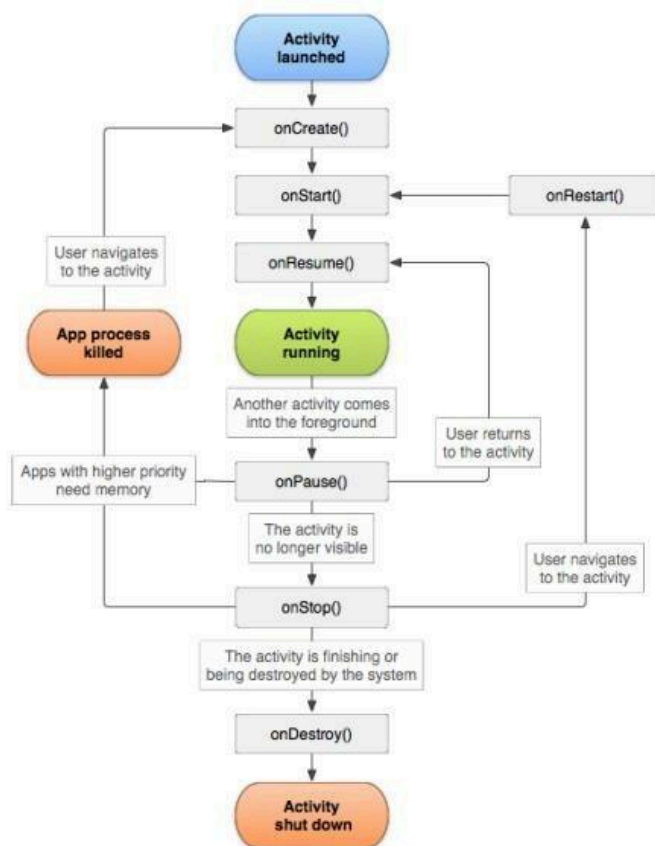 Activity
launched
onCreate()
onStart()
onRestart()
User navigates
to the activity
onResume()
App process
killed
Activity
running
Another activity comes
into the foreground
User returns
to the activity
Apps with higher priority
need memory
onPause()
The activity is
no longer visible
User navigates
to the activity
onStop()
The activity is finishing or
being destroyed by the system
onDestroy()
Activity
shut down